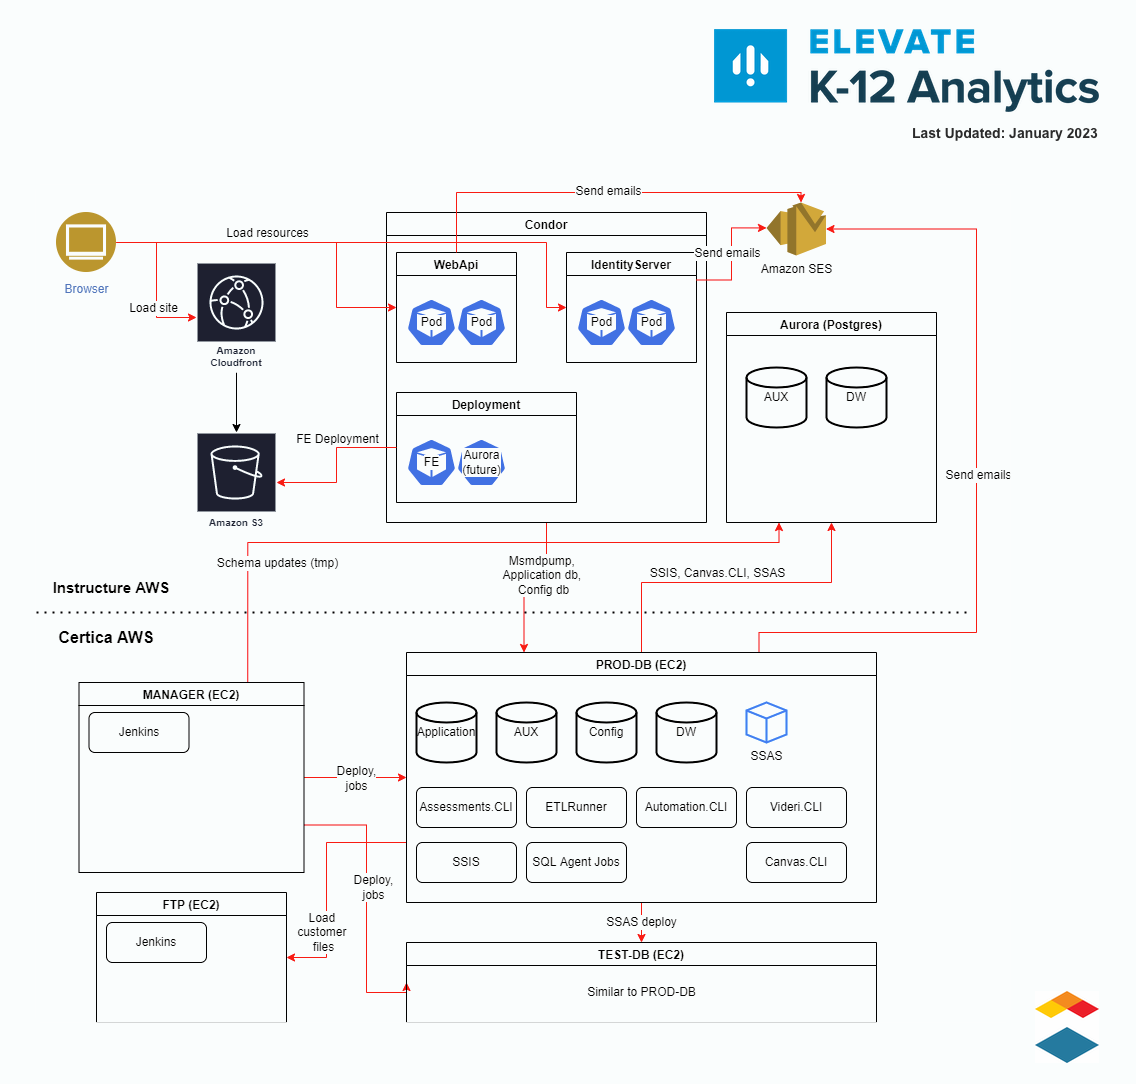 ELEVATE
K-12 Analytics
Last Updated: January 2023
Send emails
Condor
Load resources
Browser
Load site
Amazon
Cloudfront
WebApi
Pod
Pod
IdentityServer
Pod
Pod
Send emails
Amazon SES
Aurora (Postgres)
AUX
DW
Deployment
FE
Aurora
(future)
FE Deployment
Amazon S3
Send emails
Schema updates (tmp)
Msmdpump,
Application db,
Config db
SSIS, Canvas.CLI, SSAS
Instructure AWS
Certica AWS
MANAGER (EC2)
Jenkins
PROD-DB (EC2)
Application
AUX
Config
DW
SSAS
Deploy,
jobs
Assessments.CLI
ETLRunner
Automation.CLI
Videri.CLI
SSIS
SQL Agent Jobs
Canvas.CLI
Deploy,
jobs
FTP (EC2)
Jenkins
Load
customer
files
SSAS deploy
TEST-DB (EC2)
Similar to PROD-DB